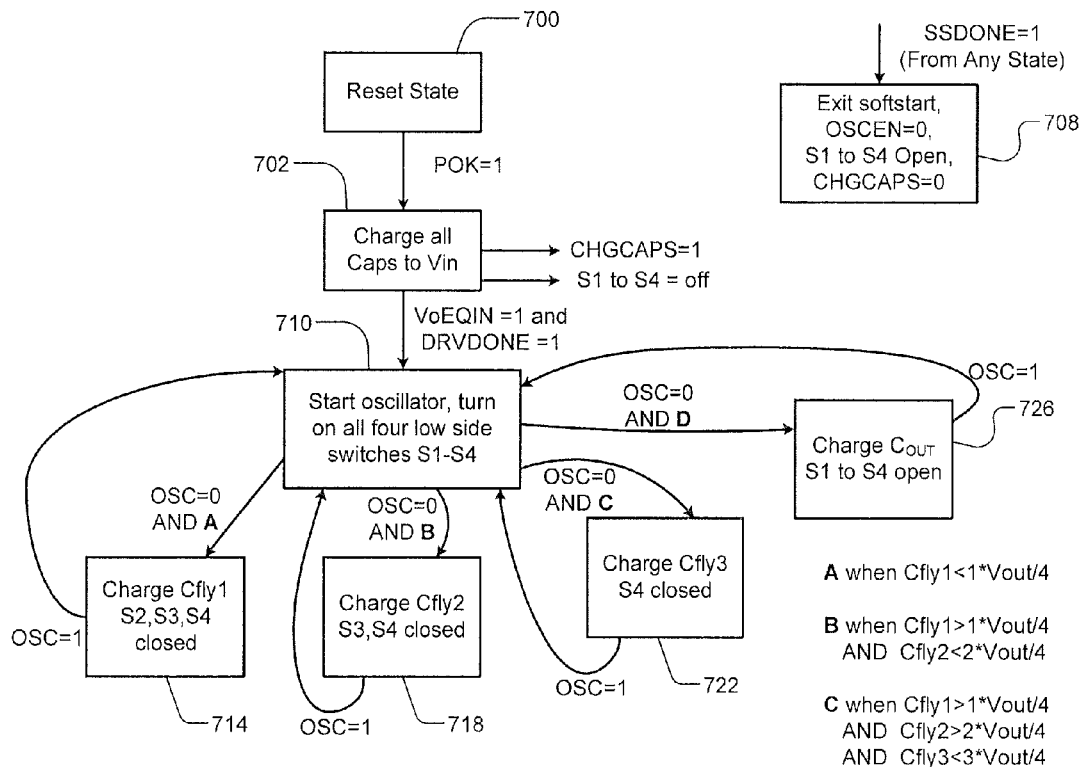 700
Reset State
POK=1
702
Charge all
Caps to Vin
CHGCAPS=1
S1 to S4 = off
VoEQIN =1 and
DRVDONE =1
SSDONE=1
(From Any State)
Exit softstart,
OSCEN=0,
S1 to S4 Open,
CHGCAPS=0
708
710
Start oscillator, turn
on all four low side
switches S1-S4
OSC=0
AND D
OSC=1
726
Charge COUT
S1 to S4 open
OSC=0
AND A
OSC=0
AND B
OSC=0
AND C
Charge Cfly1
S2,S3,S4
closed
OSC=1
714
Charge Cfly2
S3,S4 closed
OSC=1
718
Charge Cfly3
S4 closed
OSC=1
722
A when Cfly1<1*Vout/4
B when Cfly1>1*Vout/4
AND Cfly2<2*Vout/4
C when Cfly1>1*Vout/4
AND Cfly2>2*Vout/4
AND Cfly3<3*Vout/4